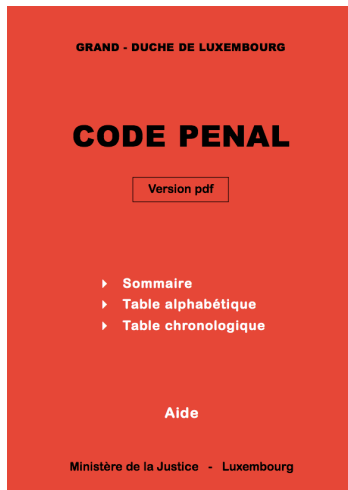 GRAND - DUCHE DE LUXEMBOURG
CODE PENAL
Version pdf
Sommaire
Table alphabétique
Table chronologique
Aide
Ministère de la Justice - Luxembourg